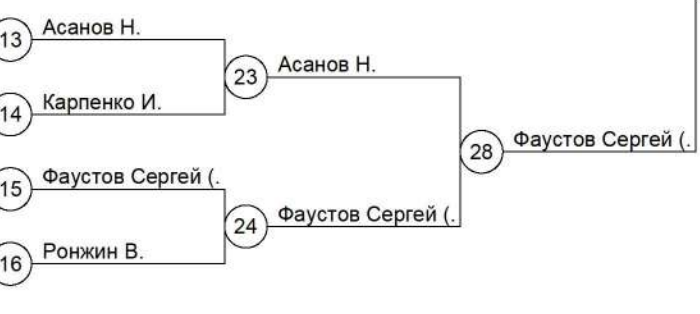 13 Асанов Н.
23 Асанов Н.
14 Карпенко И.
28 Фаустов Сергей (.
15 Фаустов Сергей (.
24 Фаустов Сергей (.
16 Ронжин В.